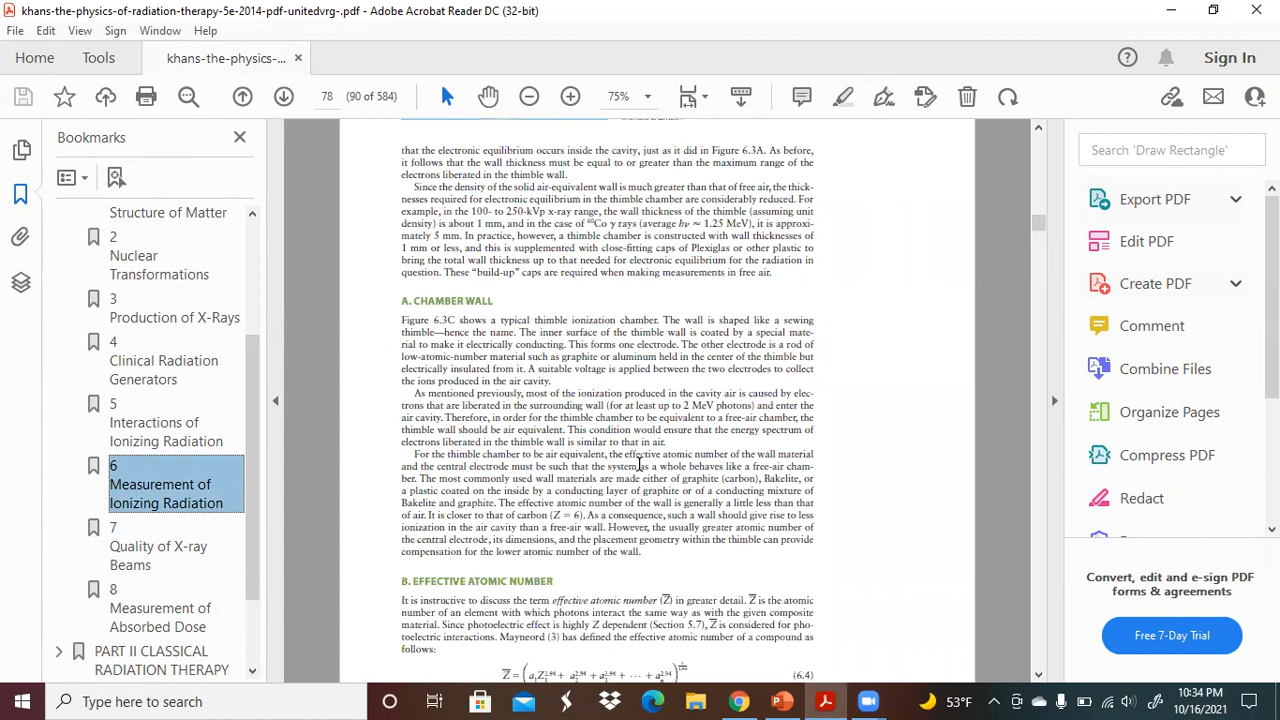 khans-the-physics-of-radiation-therapy-5e-2014-pdf-unitedvrg-.pdf - Adobe Acrobat Reader DC (32-bit)
File Edit View Sign Window Help
Home Tools khans-the-physics-... × Sign In
78 (90 of 584) 75%
Bookmarks
Structure of Matter
2
Nuclear
Transformations
3
Production of X-Rays
4
Clinical Radiation
Generators
5
Interactions of
Ionizing Radiation
6
Measurement of
Ionizing Radiation
7
Quality of X-ray
Beams
8
Measurement of
Absorbed Dose
PART II CLASSICAL
RADIATION THERAPY
that the electronic equilibrium occurs inside the cavity, just as it did in Figure 6.3A. As before,
it follows that the wall thickness must be equal to or greater than the maximum range of the
electrons liberated in the thimble wall.
Since the density of the solid air-equivalent wall is much greater than that of free air, the thick-
nesses required for electronic equilibrium in the thimble chamber are considerably reduced. For
example, in the 100- to 250-kVp x-ray range, the wall thickness of the thimble (assuming unit
density) is about 1 mm, and in the case of ⁶⁰Co γ rays (average hν ≈ 1.25 MeV), it is approxi-
mately 5 mm. In practice, however, a thimble chamber is constructed with wall thicknesses of
1 mm or less, and this is supplemented with close-fitting caps of Plexiglas or other plastic to
bring the total wall thickness up to that needed for electronic equilibrium for the radiation in
question. These “build-up” caps are required when making measurements in free air.
A. CHAMBER WALL
Figure 6.3C shows a typical thimble ionization chamber. The wall is shaped like a sewing
thimble—hence the name. The inner surface of the thimble wall is coated by a special mate-
rial to make it electrically conducting. This forms one electrode. The other electrode is a rod of
low-atomic-number material such as graphite or aluminum held in the center of the thimble but
electrically insulated from it. A suitable voltage is applied between the two electrodes to collect
the ions produced in the air cavity.
As mentioned previously, most of the ionization produced in the cavity air is caused by elec-
trons that are liberated in the surrounding wall (for at least up to 2 MeV photons) and enter the
air cavity. Therefore, in order for the thimble chamber to be equivalent to a free-air chamber, the
thimble wall should be air equivalent. This condition would ensure that the energy spectrum of
electrons liberated in the thimble wall is similar to that in air.
For the thimble chamber to be air equivalent, the effective atomic number of the wall material
and the central electrode must be such that the system as a whole behaves like a free-air cham-
ber. The most commonly used wall materials are made either of graphite (carbon), Bakelite, or
a plastic coated on the inside by a conducting layer of graphite or of a conducting mixture of
Bakelite and graphite. The effective atomic number of the wall is generally a little less than that
of air. It is closer to that of carbon (Z = 6). As a consequence, such a wall should give rise to less
ionization in the air cavity than a free-air wall. However, the usually greater atomic number of
the central electrode, its dimensions, and the placement geometry within the thimble can provide
compensation for the lower atomic number of the wall.
B. EFFECTIVE ATOMIC NUMBER
It is instructive to discuss the term effective atomic number (Z̅) in greater detail. Z̅ is the atomic
number of an element with which photons interact the same way as with the given composite
material. Since photoelectric effect is highly Z dependent (Section 5.7), Z̅ is considered for pho-
toelectric interactions. Mayneord (3) has defined the effective atomic number of a compound as
follows:
(6.4)
Search 'Draw Rectangle'
Export PDF
Edit PDF
Create PDF
Comment
Combine Files
Organize Pages
Compress PDF
Redact
Convert, edit and e-sign PDF
forms & agreements
Free 7-Day Trial
Type here to search
53°F
10:34 PM
10/16/2021